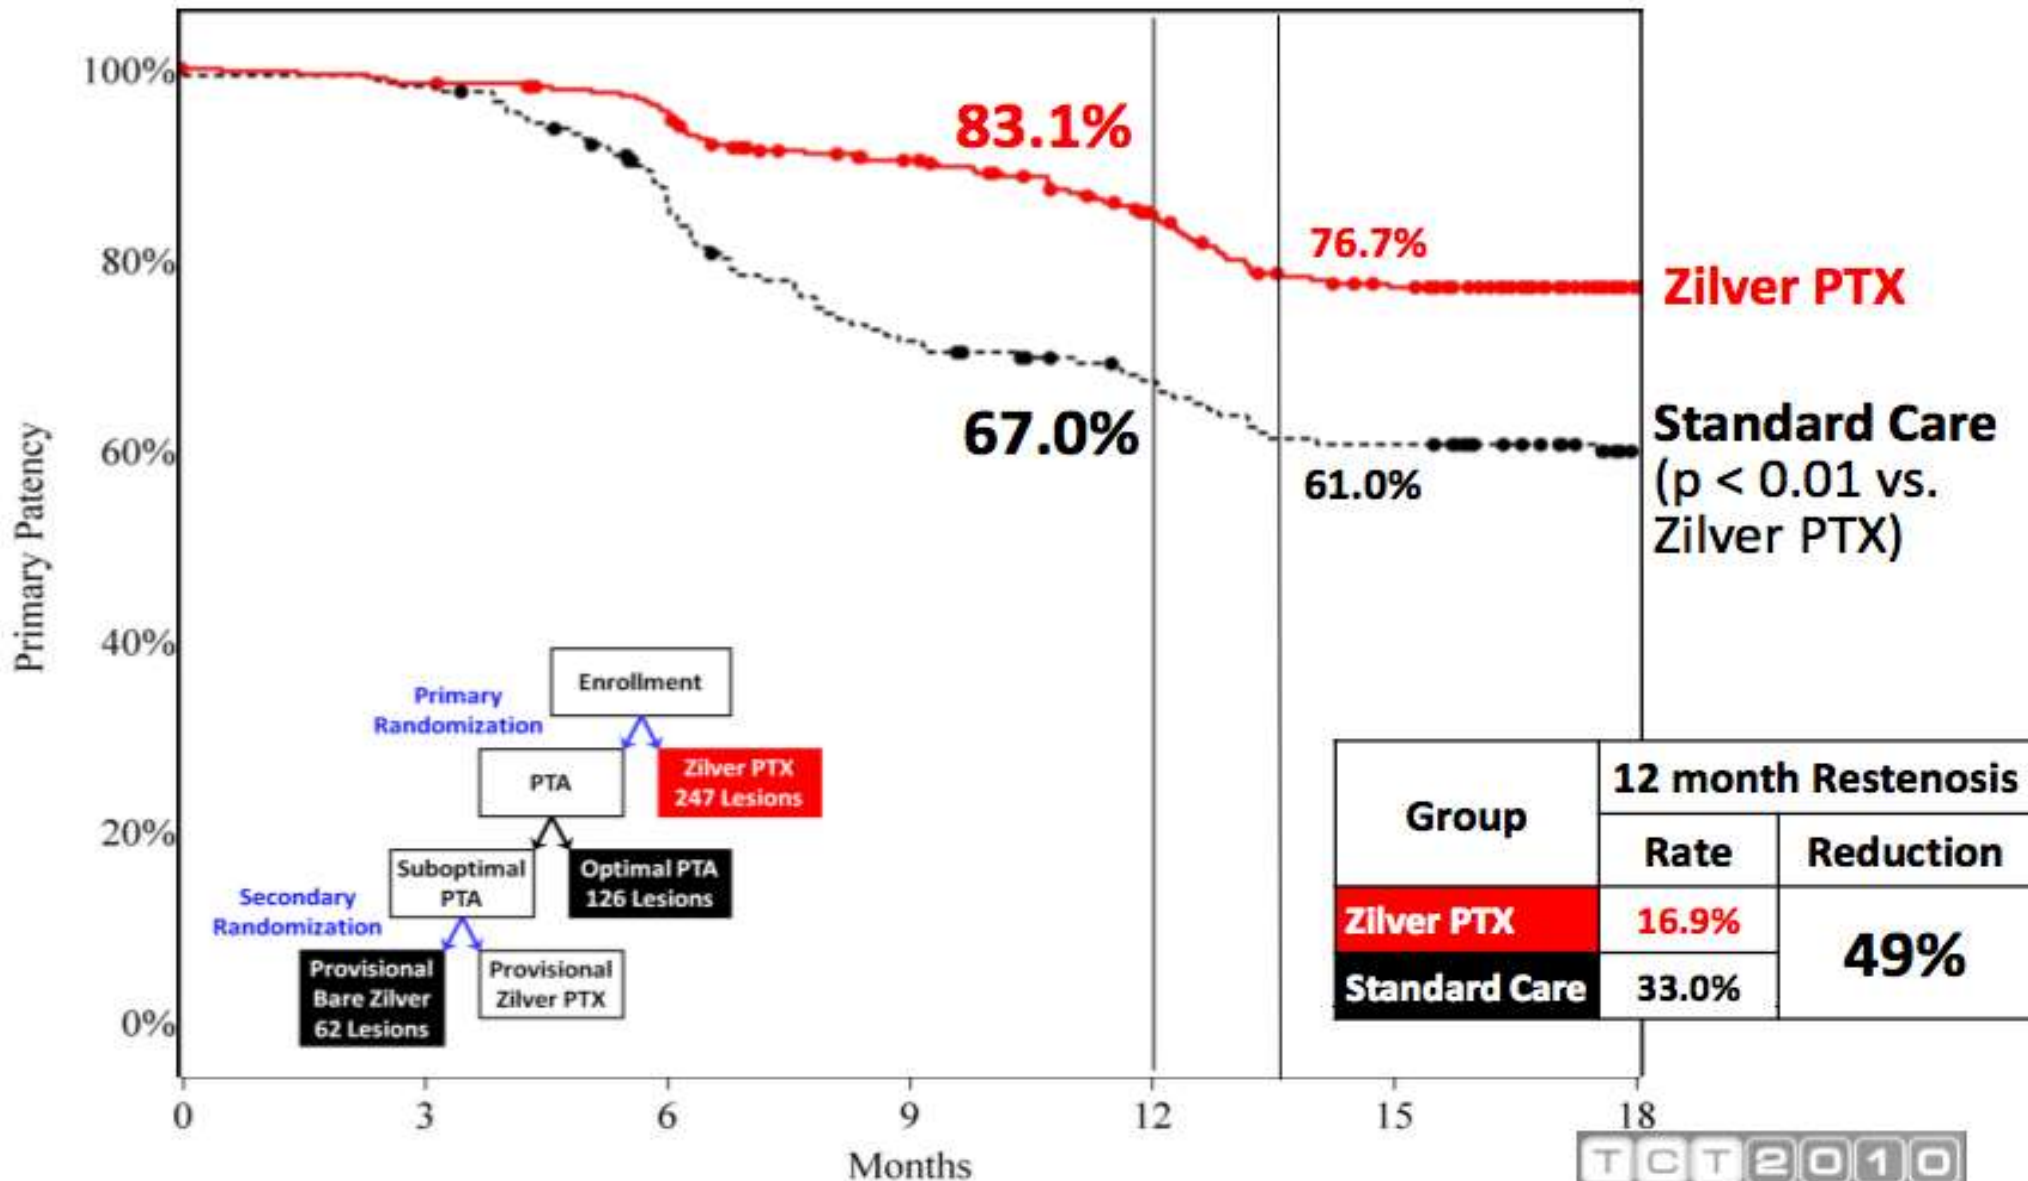 100%
80%
60%
40%
20%
0%
Primary Patency
0
3
6
9
12
15
18
Months
83.1%
67.0%
76.7%
61.0%
Zilver PTX
Standard Care
(p < 0.01 vs.
Zilver PTX)
Enrollment
Primary
Randomization
PTA
Zilver PTX
247 Lesions
Suboptimal
PTA
Optimal PTA
126 Lesions
Secondary
Randomization
Provisional
Bare Zilver
62 Lesions
Provisional
Zilver PTX
Group
12 month Restenosis
Rate
Reduction
Zilver PTX
16.9%
49%
Standard Care
33.0%
TCT2010